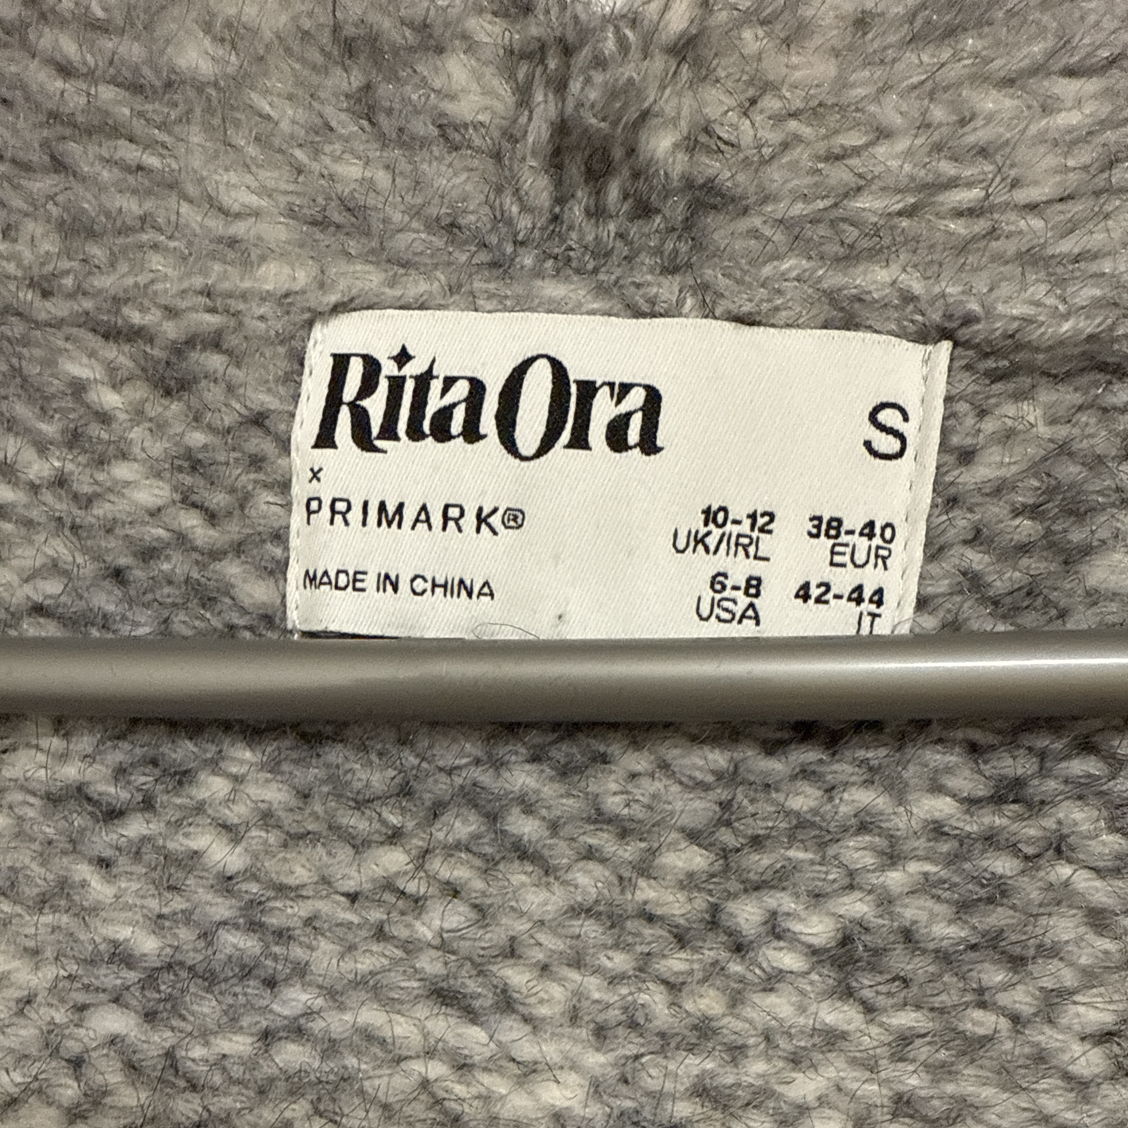 Rita Ora
S
x
PRIMARK®
10-12 38-40
UK/IRL EUR
MADE IN CHINA
6-8 42-44
USA IT